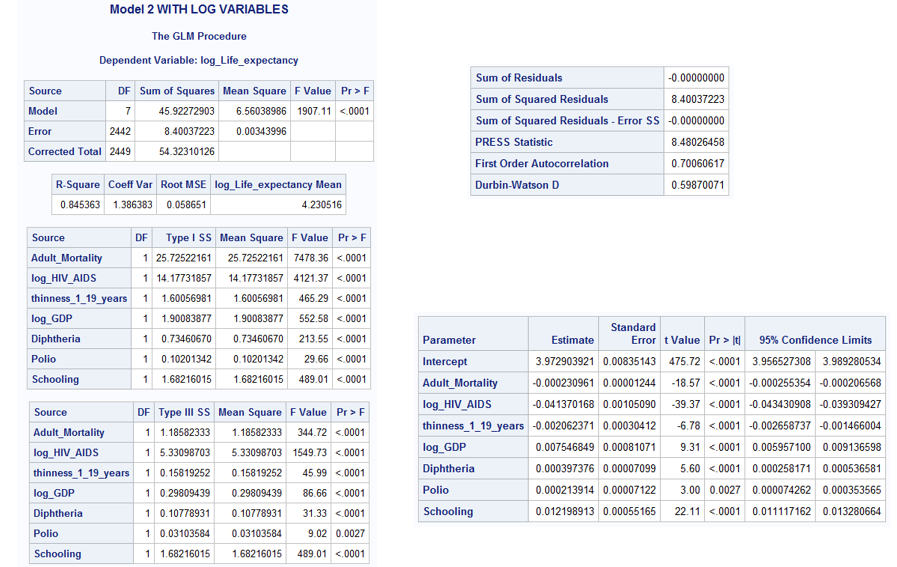 Model 2 WITH LOG VARIABLES
The GLM Procedure
Dependent Variable: log_Life_expectancy
Source DF Sum of Squares Mean Square F Value Pr > F
Model 7 45.92272903 6.56038986 1907.11 <.0001
Error 2442 8.40037223 0.00343996
Corrected Total 2449 54.32310126
R-Square Coeff Var Root MSE log_Life_expectancy Mean
0.845363 1.386383 0.058651 4.230516
Source DF Type I SS Mean Square F Value Pr > F
Adult_Mortality 1 25.72522161 25.72522161 7478.36 <.0001
log_HIV_AIDS 1 14.17731857 14.17731857 4121.37 <.0001
thinness_1_19_years 1 1.60056981 1.60056981 465.29 <.0001
log_GDP 1 1.90083877 1.90083877 552.58 <.0001
Diphtheria 1 0.73460670 0.73460670 213.55 <.0001
Polio 1 0.10201342 0.10201342 29.66 <.0001
Schooling 1 1.68216015 1.68216015 489.01 <.0001
Source DF Type III SS Mean Square F Value Pr > F
Adult_Mortality 1 1.18582333 1.18582333 344.72 <.0001
log_HIV_AIDS 1 5.33098703 5.33098703 1549.73 <.0001
thinness_1_19_years 1 0.15819252 0.15819252 45.99 <.0001
log_GDP 1 0.29809439 0.29809439 86.66 <.0001
Diphtheria 1 0.10778931 0.10778931 31.33 <.0001
Polio 1 0.03103584 0.03103584 9.02 0.0027
Schooling 1 1.68216015 1.68216015 489.01 <.0001
Sum of Residuals -0.00000000
Sum of Squared Residuals 8.40037223
Sum of Squared Residuals - Error SS -0.00000000
PRESS Statistic 8.48026458
First Order Autocorrelation 0.70060617
Durbin-Watson D 0.59870071
Parameter Estimate Standard Error t Value Pr > |t| 95% Confidence Limits
Intercept 3.972903921 0.00835143 475.72 <.0001 3.956527308 3.989280534
Adult_Mortality -0.000230961 0.00001244 -18.57 <.0001 -0.000255354 -0.000206568
log_HIV_AIDS -0.041370168 0.00105090 -39.37 <.0001 -0.043430908 -0.039309427
thinness_1_19_years -0.002062371 0.00030412 -6.78 <.0001 -0.002658737 -0.001466004
log_GDP 0.007546849 0.00081071 9.31 <.0001 0.005957100 0.009136598
Diphtheria 0.000397376 0.00007099 5.60 <.0001 0.000258171 0.000536581
Polio 0.000213914 0.00007122 3.00 0.0027 0.000074262 0.000353565
Schooling 0.012198913 0.00055165 22.11 <.0001 0.011117162 0.013280664